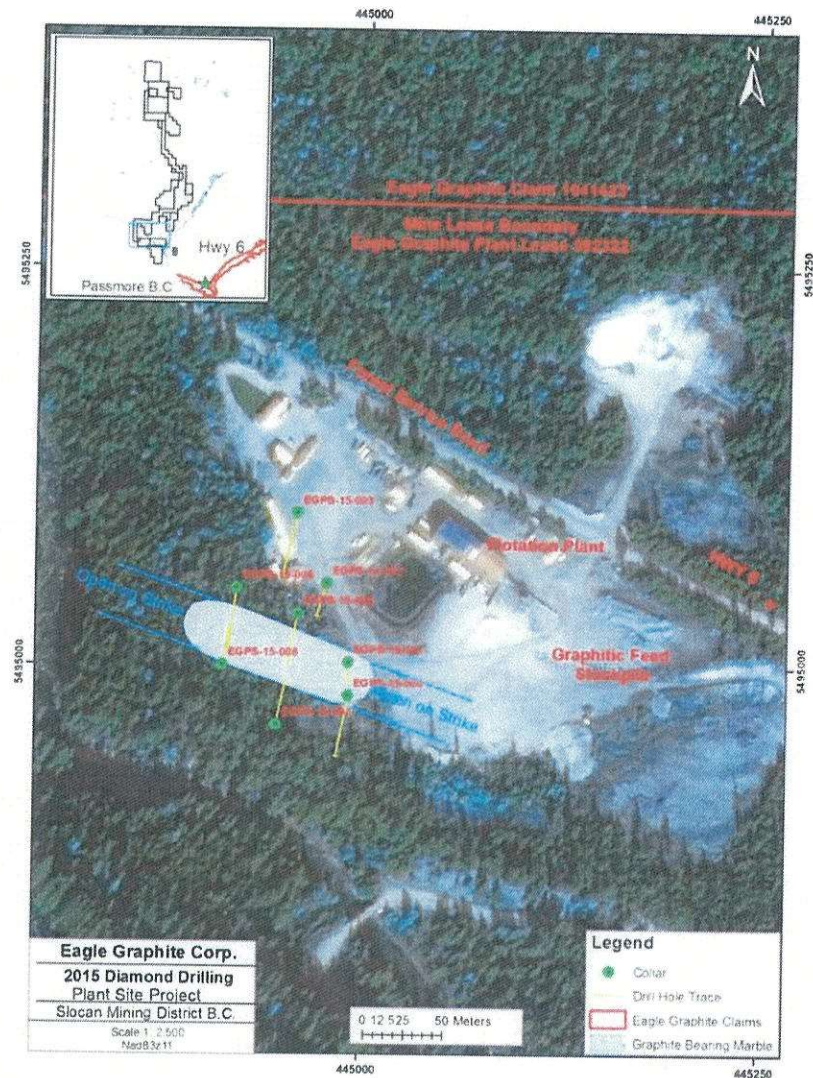 445000
445250
N
Hwy 6
Passmore B.C
5495250
5495250
Eagle Graphite Claim
Mine Lease Boundary
Eagle Graphite Plant Lease
Forest Service Road
EGPS-15-003
Flotation Plant
Hwy 6
Open on Strike
EGPS-15-008
Graphitic Feed
Stockpile
Open on Strike
5495000
5495000
Eagle Graphite Corp.
2015 Diamond Drilling
Plant Site Project
Slocan Mining District B.C.
Scale 1: 2,500
Nad83z11
0 12.525 50 Meters
Legend
Collar
Drill Hole Trace
Eagle Graphite Claims
Graphite Bearing Marble
445000
445250